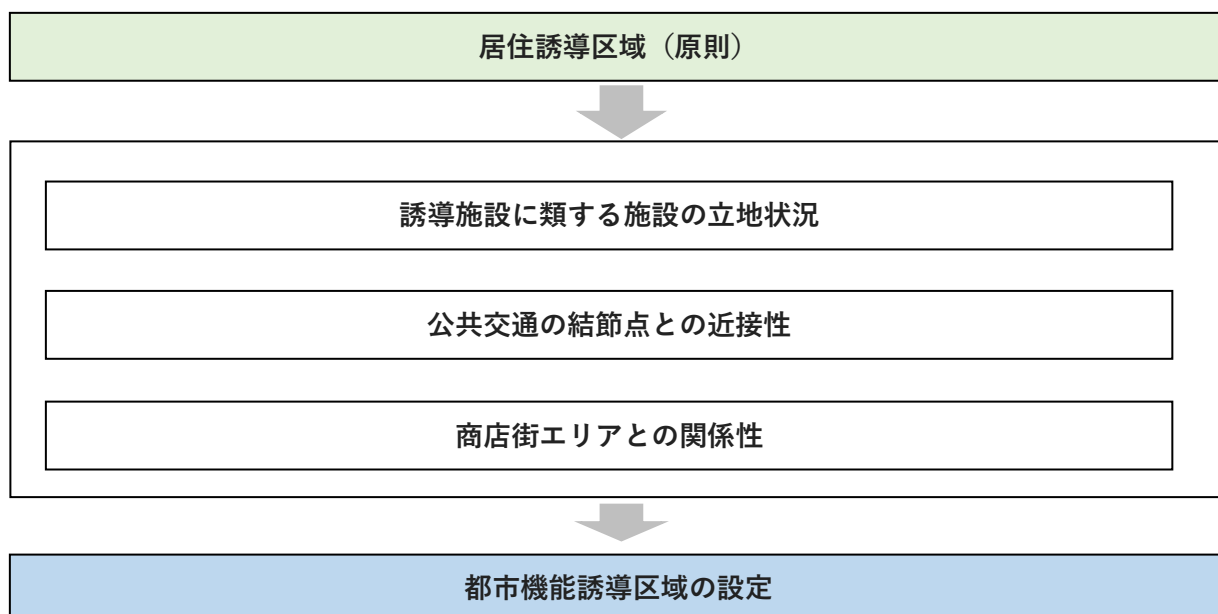 居住誘導区域（原則）
誘導施設に類する施設の立地状況
公共交通の結節点との近接性
商店街エリアとの関係性
都市機能誘導区域の設定